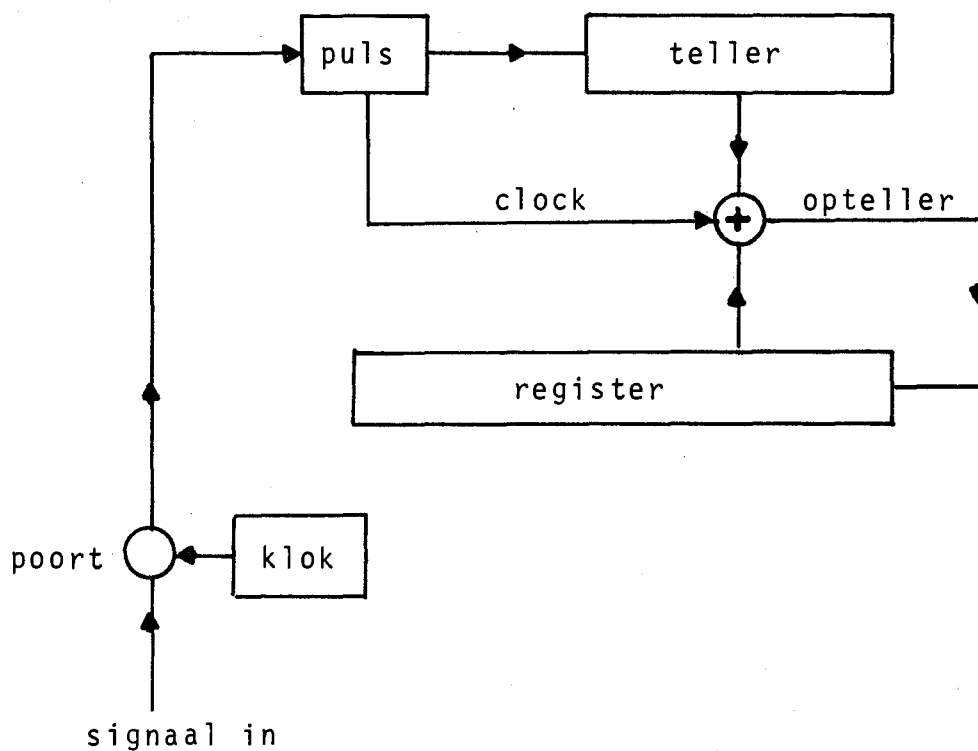 puls
teller
clock
opteller
register
poort
klok
signaal in